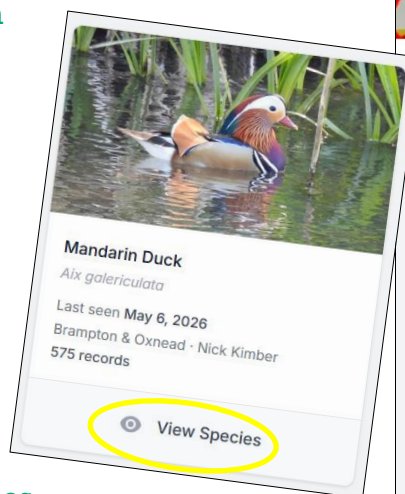 Mandarin Duck
Aix galericulata
Last seen May 6, 2026
Brampton & Oxnead · Nick Kimber
575 records
View Species